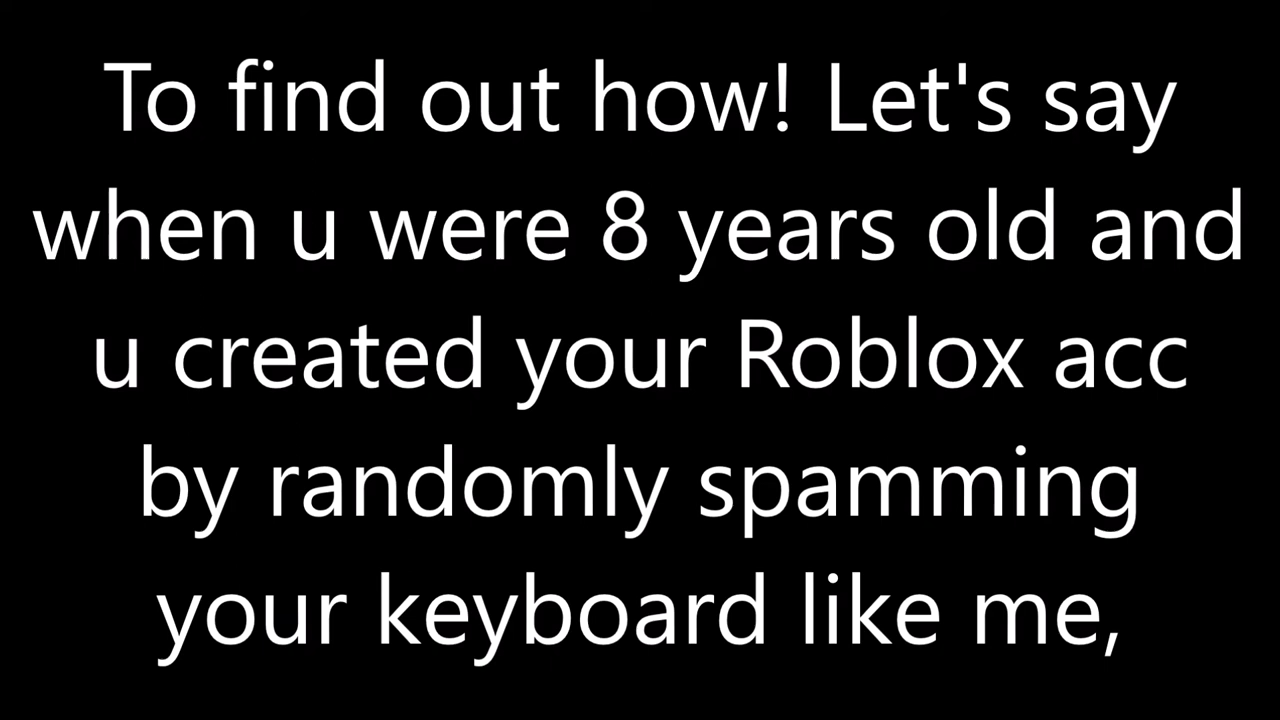 To find out how! Let's say
when u were 8 years old and
u created your Roblox acc
by randomly spamming
your keyboard like me,